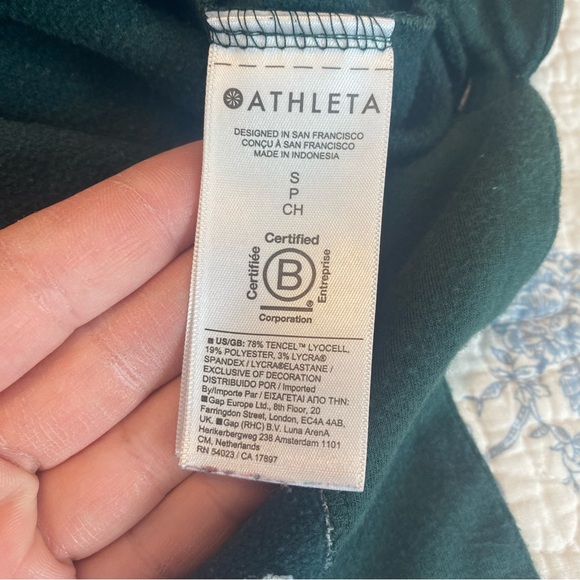 ATHLETA
DESIGNED IN SAN FRANCISCO
CONÇU À SAN FRANCISCO
MADE IN INDONESIA
S
P
CH
Certified
Certifiée
B
Entreprise
®
Corporation
■ US/GB: 78% TENCEL™ LYOCELL,
19% POLYESTER, 3% LYCRA®
SPANDEX / LYCRA®ELASTANE /
EXCLUSIVE OF DECORATION
DISTRIBUIDO POR / Imported
By/Importe Par / ΕΙΣΑΓΕΤΑΙ ΑΠΟ ΤΗΝ:
■Gap Europe Ltd., 8th Floor, 20
Farringdon Street, London, EC4A 4AB,
UK. ■Gap (RHC) B.V. Luna ArenA
Herikerbergweg 238 Amsterdam 1101
CM, Netherlands
RN 54023 / CA 17897